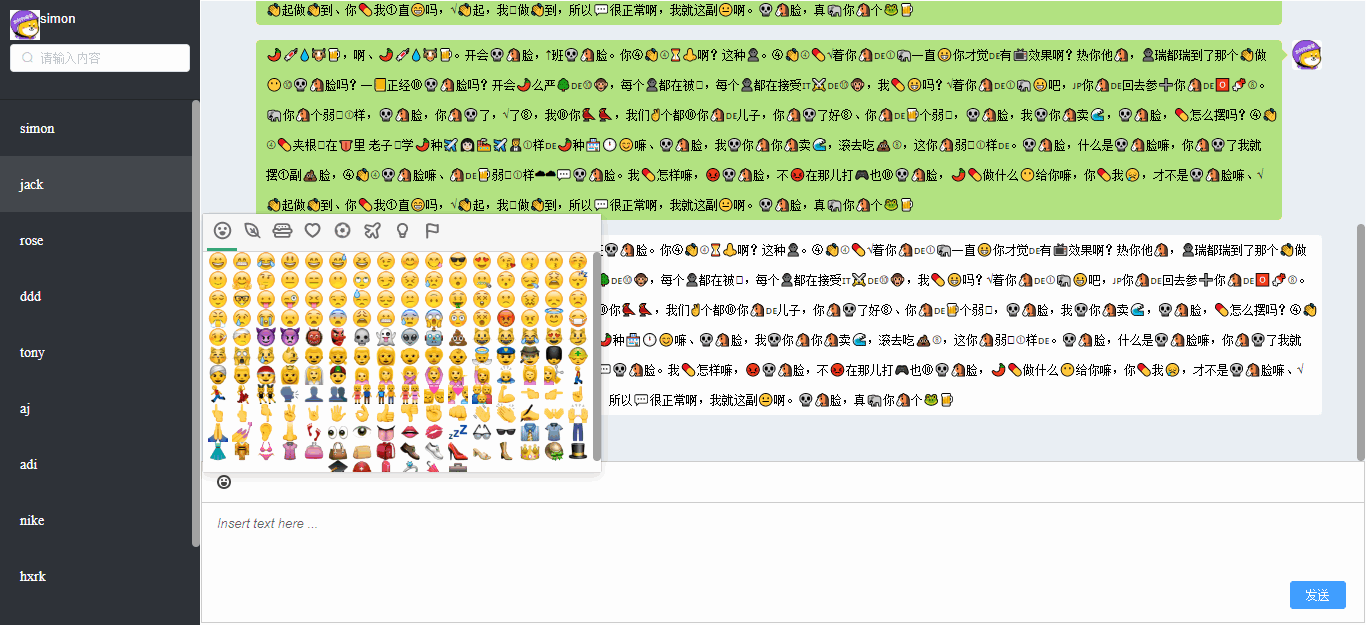 simon
请输入内容
simon
jack
rose
ddd
tony
aj
adi
nike
hxrk
👏起做👏到、你💊我①直😁吗，√👏起，我做👏到，所以💬很正常啊，我就这副😐啊。💀🐴脸，真🐘你🐴个🐸🍺
🌶🚀💧🐯🍺，啊、🌶🚀💧🐯🍺。开会💀🐴脸，↑班💀🐴脸。你④👏④⌛👃啊？这种👤。④👏④💊√着你🐴DE①🐘一直😆你才觉DE有📺效果啊？热你他🐴，👤瑞都瑞到了那个👏做
脸吗？一📒正经⑩💀🐴脸吗？开会🌶么严🌳DE⑩🐵，每个👤都在被，每个👤都在接受IT⚔DE⑩🐵，我💊😆吗？√着你🐴DE①🐘😆吧，JP你🐴DE回去参➕你🐴DE🅾📌⑥。
🐘你🐴个弱①样，💀🐴脸，你🐴💀了，√了⑧，我⑩你，我们✌个都⑩你🐴DE儿子，你🐴💀了好⑧、你🐴DE🍺个弱，💀🐴脸，我💀你🐴卖🌊，💀🐴脸，💊怎么摆吗？④👏
④💊夹根在👅里 老子学🌶种①样DE🌶种🏩🕐😊嘛、💀🐴脸，我💀你🐴你🐴卖🌊，滚去吃💩⑧，这你🐴弱①样DE。💀🐴脸，什么是💀🐴脸嘛，你🐴💀了我就
摆①副💩脸，④👏④💀🐴脸嘛、🐴DE🍺弱①样☁☁💬💀🐴脸。我💊怎样嘛，😡💀🐴脸，不😡在那儿打🎮也⑩💀🐴脸，🌶💊做什么😶给你嘛，你💊我😞，才不是💀🐴脸嘛、√
👏起做👏到、你💊我①直😁吗，√👏起，我做👏到，所以💬很正常啊，我就这副😐啊。💀🐴脸，真🐘你🐴个🐸🍺
💀🐴脸。你④👏④⌛👃啊？这种👤。④👏④💊√着你🐴DE①🐘一直😆你才觉DE有📺效果啊？热你他🐴，👤瑞都瑞到了那个👏做
DE⑩🐵，每个👤都在被，每个👤都在接受IT⚔DE⑩🐵，我💊😆吗？√着你🐴DE①🐘😆吧，JP你🐴DE回去参➕你🐴DE🅾📌⑥。
⑩你，我们✌个都⑩你🐴DE儿子，你🐴💀了好⑧、你🐴DE🍺个弱，💀🐴脸，我💀你🐴卖🌊，💀🐴脸，💊怎么摆吗？④👏
🌶种🏩🕐😊嘛、💀🐴脸，我💀你🐴你🐴卖🌊，滚去吃💩⑧，这你🐴弱①样DE。💀🐴脸，什么是💀🐴脸嘛，你🐴💀了我就
💬💀🐴脸。我💊怎样嘛，😡💀🐴脸，不😡在那儿打🎮也⑩💀🐴脸，🌶💊做什么😶给你嘛，你💊我😞，才不是💀🐴脸嘛、√
所以💬很正常啊，我就这副😐啊。💀🐴脸，真🐘你🐴个🐸🍺
Insert text here ...
发送